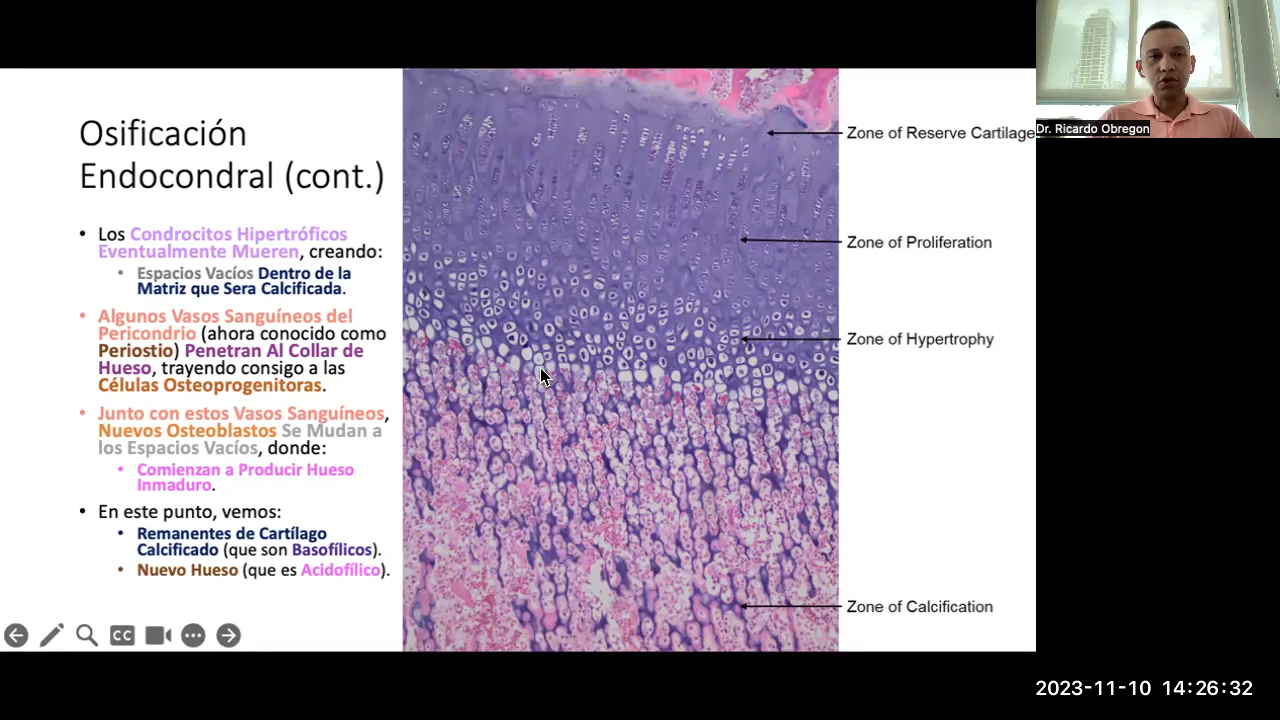 Osificación
Endocondral (cont.)
• Los Condrocitos Hipertróficos
Eventualmente Mueren, creando:
• Espacios Vacíos Dentro de la
Matriz que Sera Calcificada.
• Algunos Vasos Sanguíneos del
Pericondrio (ahora conocido como
Periostio) Penetran Al Collar de
Hueso, trayendo consigo a las
Células Osteoprogenitoras.
• Junto con estos Vasos Sanguíneos,
Nuevos Osteoblastos Se Mudan a
los Espacios Vacíos, donde:
• Comienzan a Producir Hueso
Inmaduro.
• En este punto, vemos:
• Remanentes de Cartílago
Calcificado (que son Basofílicos).
• Nuevo Hueso (que es Acidofílico).
CC
Zone of Reserve Cartilage
Zone of Proliferation
Zone of Hypertrophy
Zone of Calcification
Dr. Ricardo Obregon
2023-11-10 14:26:32